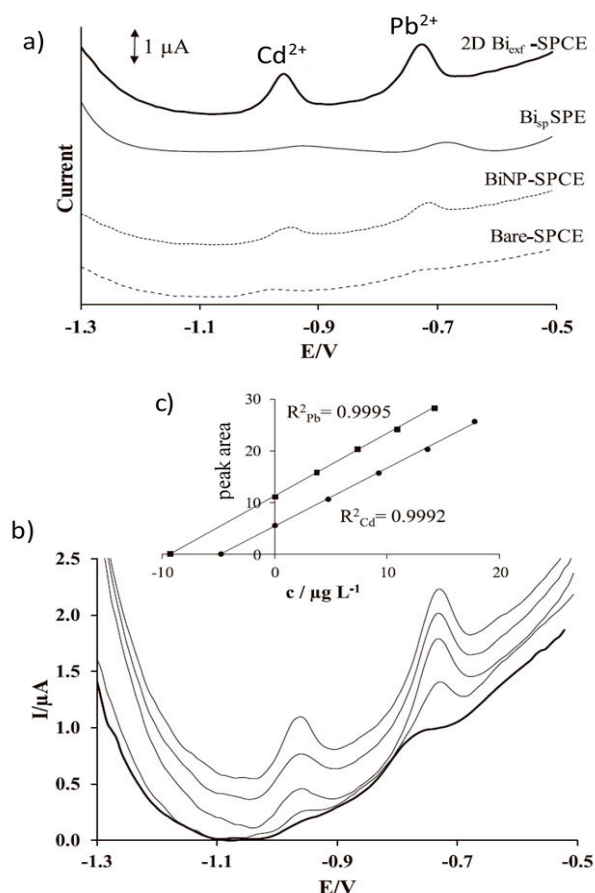 a)
1 µA
Cd2+
Pb2+
2D Biexf -SPCE
BispSPE
BiNP-SPCE
Bare-SPCE
Current
-1.3 -1.1 -0.9 -0.7 -0.5
E/V
c)
30
20
10
0
peak area
R2Pb= 0.9995
R2Cd= 0.9992
-10 0 10 20
c / µg L-1
b)
2.5
2.0
1.5
1.0
0.5
0.0
I/µA
-1.3 -1.1 -0.9 -0.7 -0.5
E/V